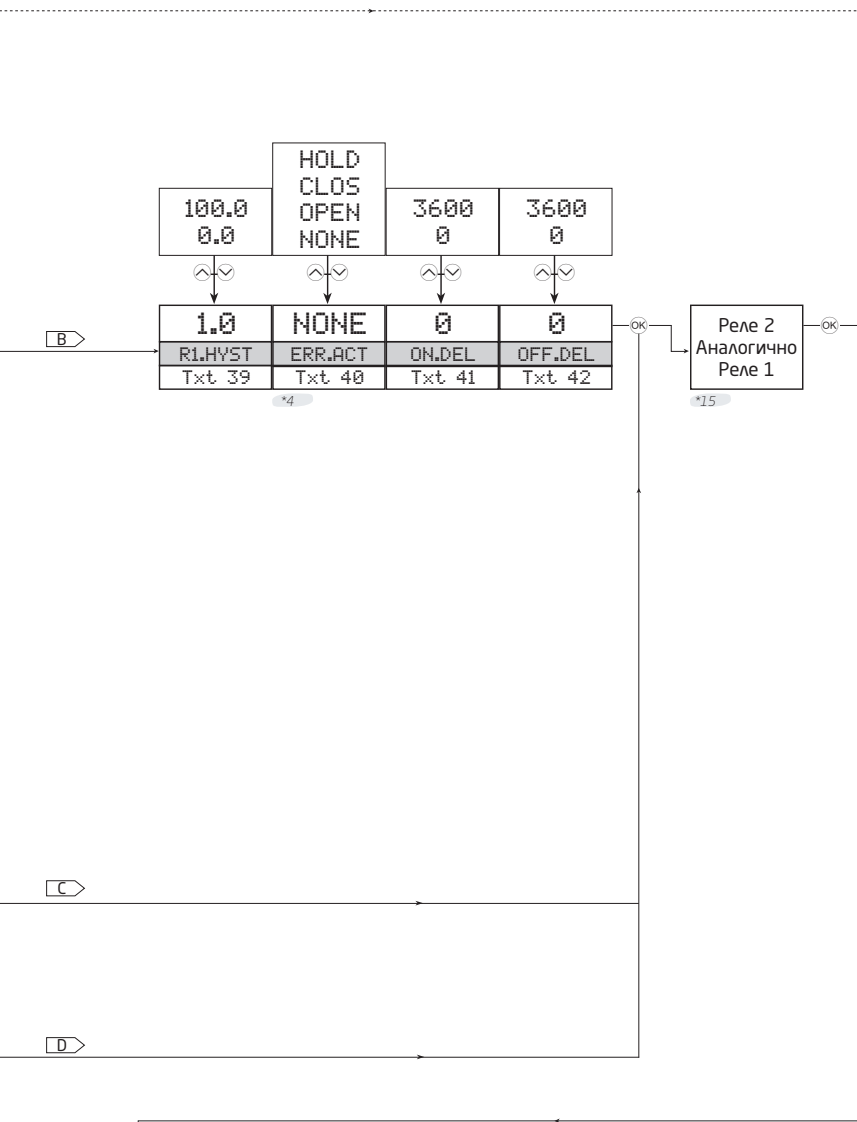 HOLD
CLOS
OPEN
NONE
100.0
0.0
3600
0
3600
0
B
1.0 NONE 0 0
R1.HYST ERR.ACT ON.DEL OFF.DEL
Txt 39 Txt 40 Txt 41 Txt 42
*4
OK
Реле 2
Аналогично
Реле 1
*15
OK
C
D